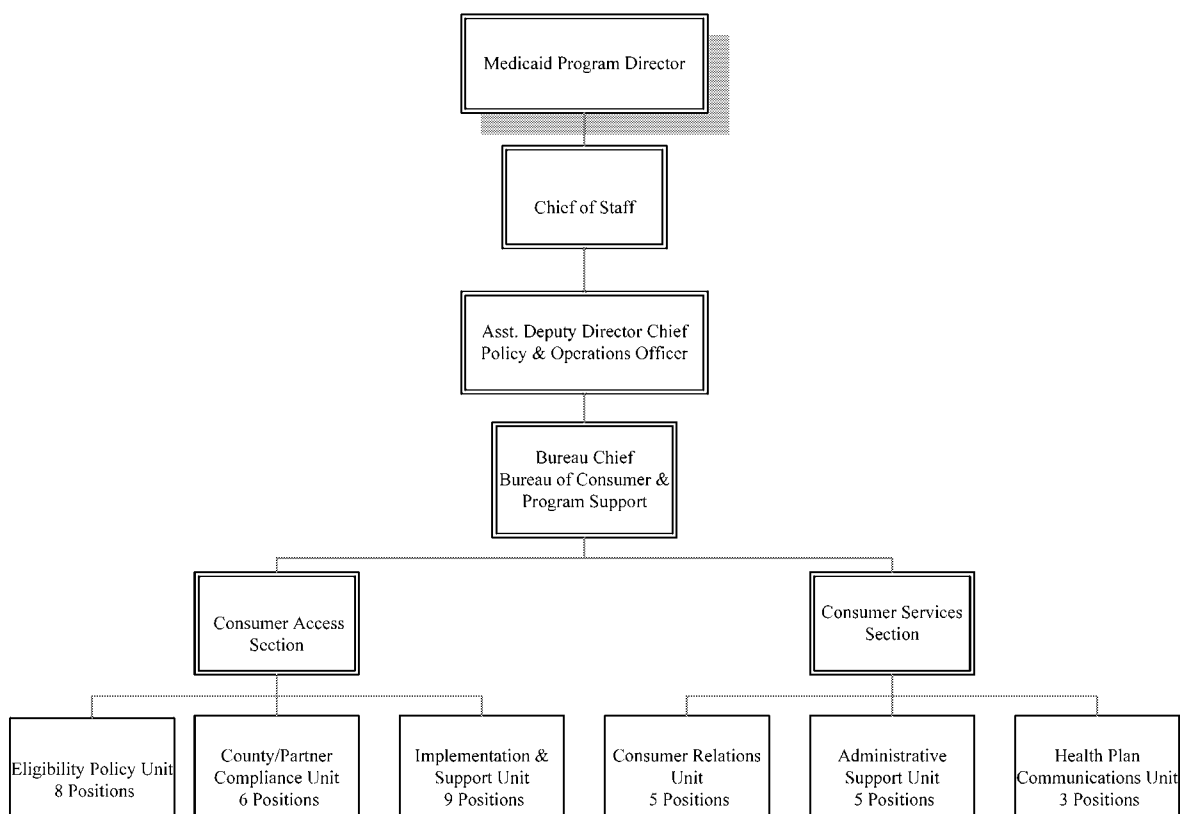 Medicaid Program Director
Chief of Staff
Asst. Deputy Director Chief
Policy & Operations Officer
Bureau Chief
Bureau of Consumer &
Program Support
Consumer Access
Section
Consumer Services
Section
Eligibility Policy Unit
8 Positions
County/Partner
Compliance Unit
6 Positions
Implementation &
Support Unit
9 Positions
Consumer Relations
Unit
5 Positions
Administrative
Support Unit
5 Positions
Health Plan
Communications Unit
3 Positions